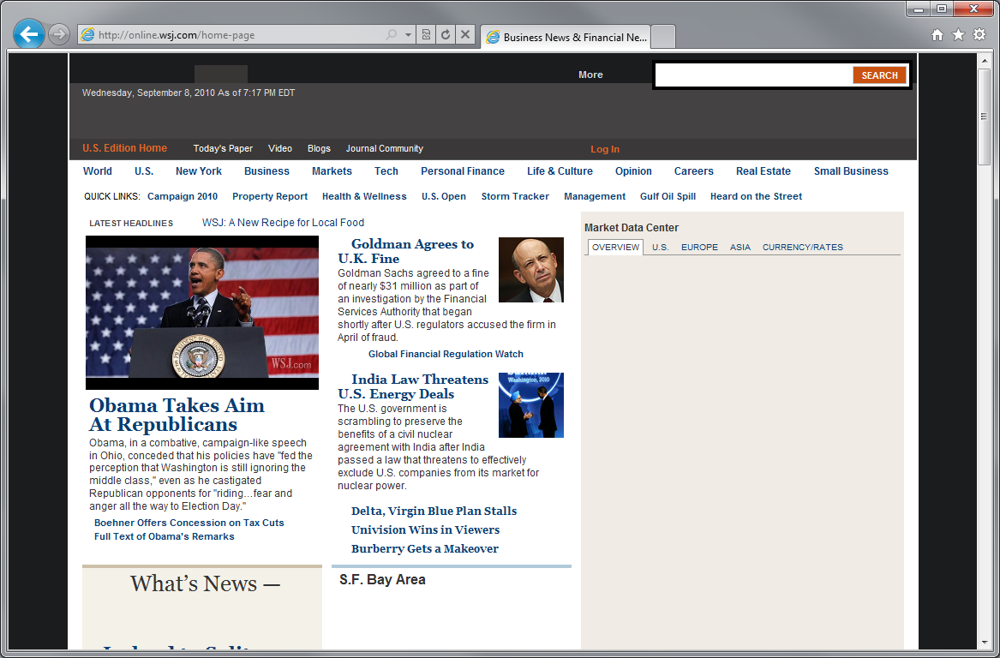 http://online.wsj.com/home-page
Business News & Financial Ne...
More
SEARCH
Wednesday, September 8, 2010 As of 7:17 PM EDT
U.S. Edition Home Today's Paper Video Blogs Journal Community Log In
World U.S. New York Business Markets Tech Personal Finance Life & Culture Opinion Careers Real Estate Small Business
QUICK LINKS: Campaign 2010 Property Report Health & Wellness U.S. Open Storm Tracker Management Gulf Oil Spill Heard on the Street
LATEST HEADLINES WSJ: A New Recipe for Local Food
WSJ.com
Obama Takes Aim
At Republicans
Obama, in a combative, campaign-like speech
in Ohio, conceded that his policies have "fed the
perception that Washington is still ignoring the
middle class," even as he castigated
Republican opponents for "riding...fear and
anger all the way to Election Day."
Boehner Offers Concession on Tax Cuts
Full Text of Obama's Remarks
Goldman Agrees to
U.K. Fine
Goldman Sachs agreed to a fine
of nearly $31 million as part of
an investigation by the Financial
Services Authority that began
shortly after U.S. regulators accused the firm in
April of fraud.
Global Financial Regulation Watch
India Law Threatens
U.S. Energy Deals
Washington, 2010
The U.S. government is
scrambling to preserve the
benefits of a civil nuclear
agreement with India after India
passed a law that threatens to effectively
exclude U.S. companies from its market for
nuclear power.
Delta, Virgin Blue Plan Stalls
Univision Wins in Viewers
Burberry Gets a Makeover
Market Data Center
OVERVIEW U.S. EUROPE ASIA CURRENCY/RATES
What's News —
S.F. Bay Area